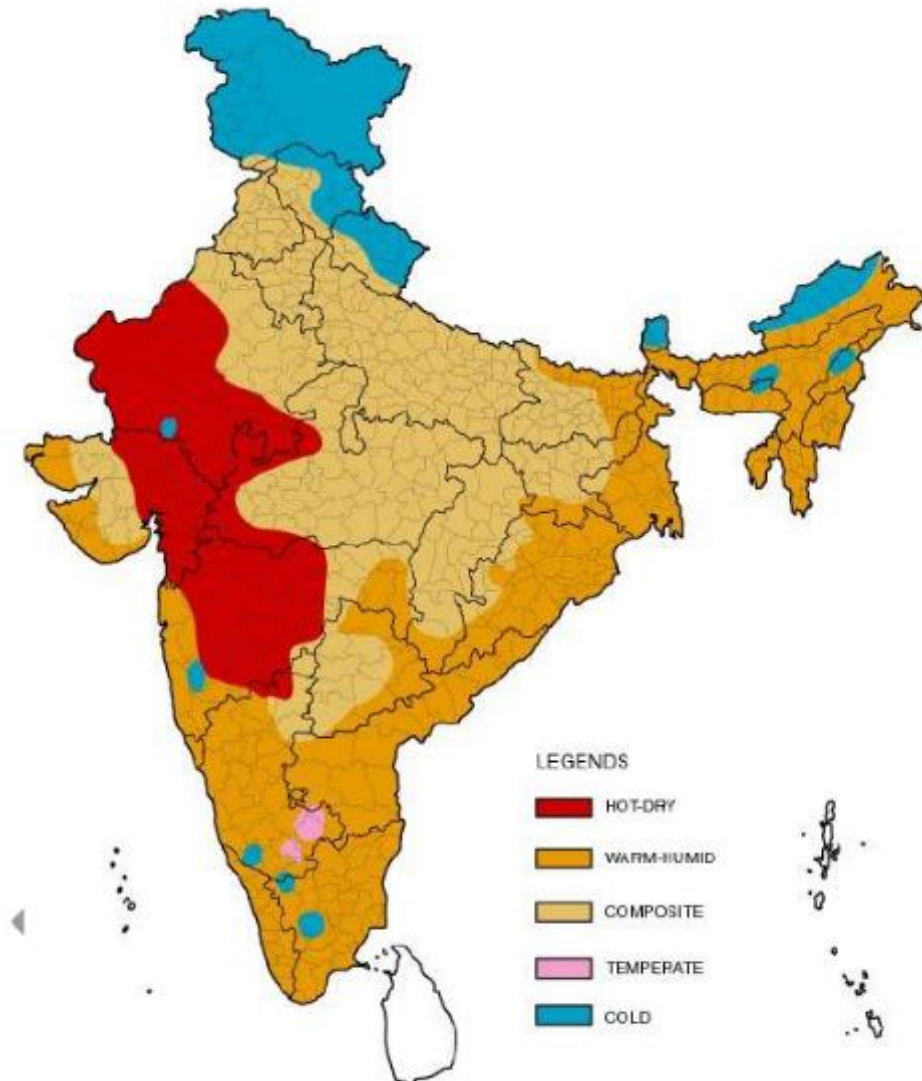 LEGENDS
HOT-DRY
WARM-HUMID
COMPOSITE
TEMPERATE
COLD